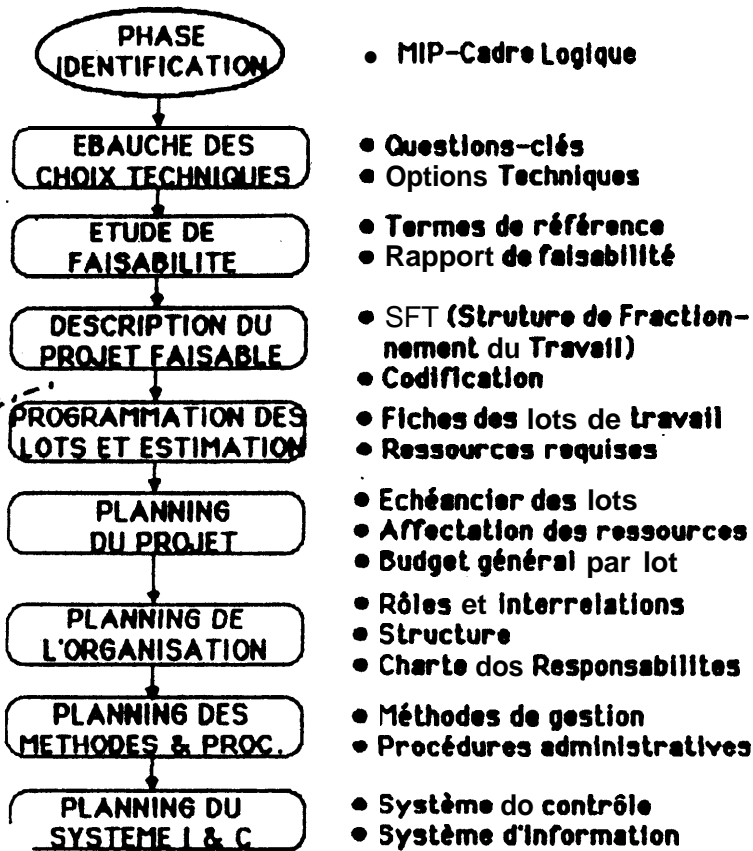 PHASE
IDENTIFICATION
• MIP-Cadre Logique
EBAUCHE DES
CHOIX TECHNIQUES
• Questions-clés
• Options Techniques
ETUDE DE
FAISABILITE
• Termes de référence
• Rapport de faisabilité
DESCRIPTION DU
PROJET FAISABLE
• SFT (Struture de Fraction-
nement du Travail)
• Codification
PROGRAMMATION DES
LOTS ET ESTIMATION
• Fiches des lots de travail
• Ressources requises
PLANNING
DU PROJET
• Echéancier des lots
• Affectation des ressources
• Budget général par lot
PLANNING DE
L'ORGANISATION
• Rôles et interrelations
• Structure
• Charte dos Responsabilites
PLANNING DES
METHODES & PROC.
• Méthodes de gestion
• Procédures administratives
PLANNING DU
SYSTEME I & C
• Système do contrôle
• Système d'information